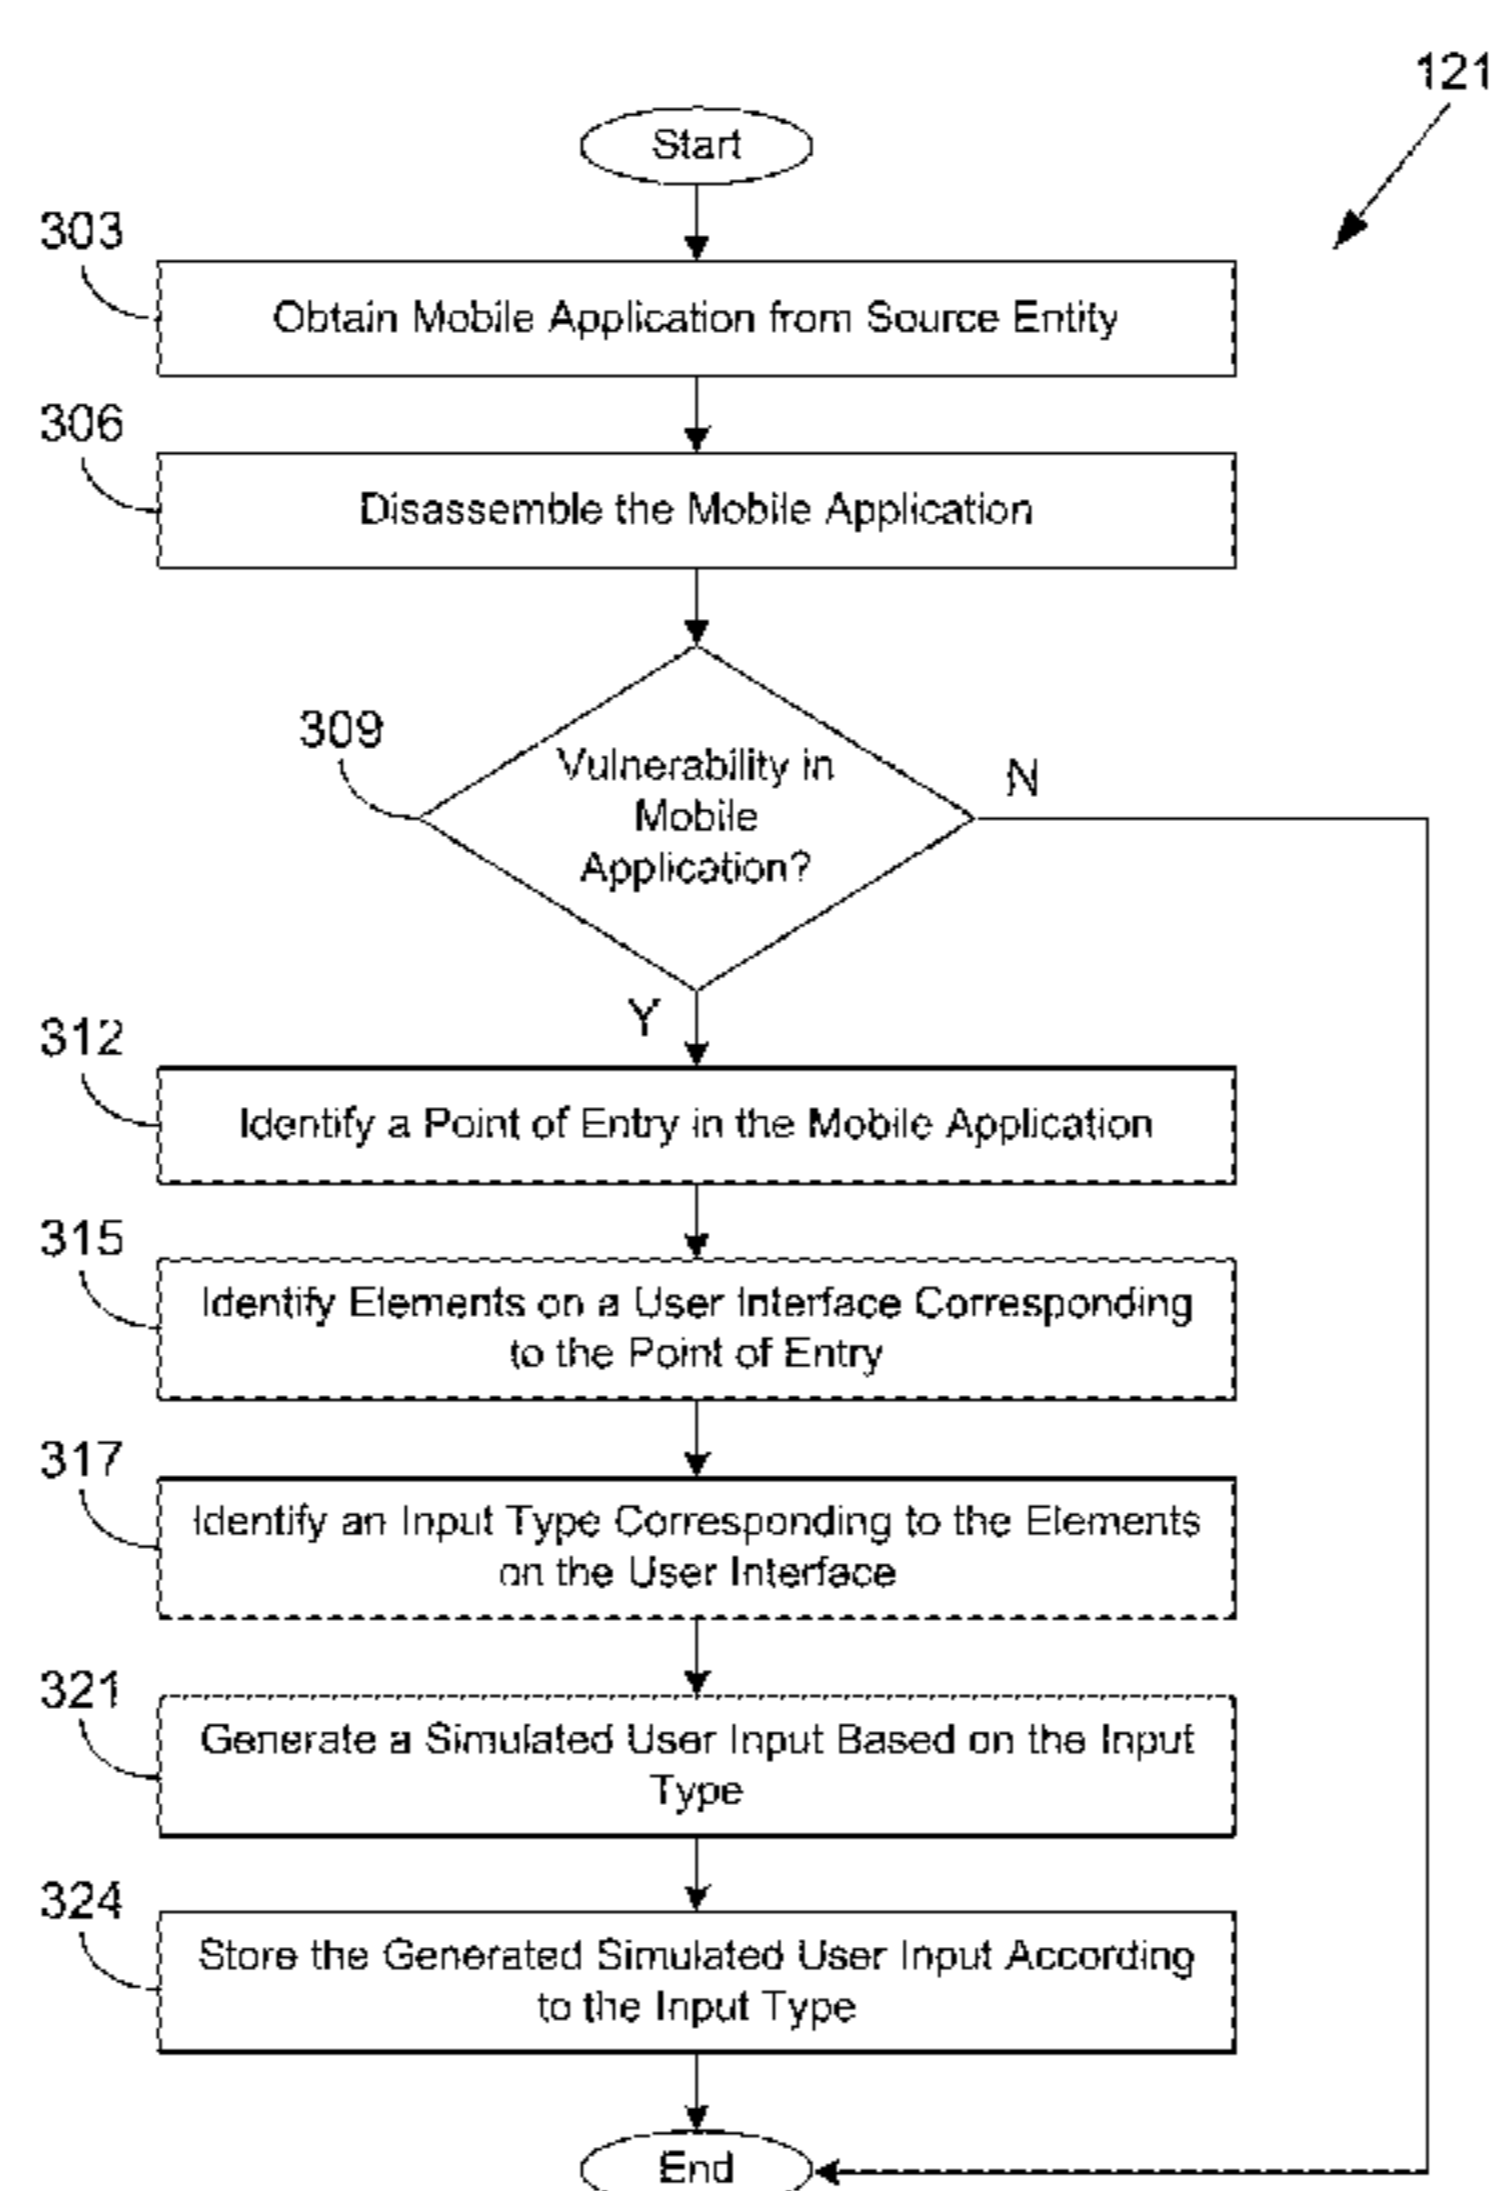 121
Start
303
Obtain Mobile Application from Source Entity
306
Disassemble the Mobile Application
309
Vulnerability in
Mobile
Application?
N
Y
312
Identify a Point of Entry in the Mobile Application
315
Identify Elements on a User Interface Corresponding
to the Point of Entry
317
Identify an Input Type Corresponding to the Elements
on the User Interface
321
Generate a Simulated User Input Based on the Input
Type
324
Store the Generated Simulated User Input According
to the Input Type
End